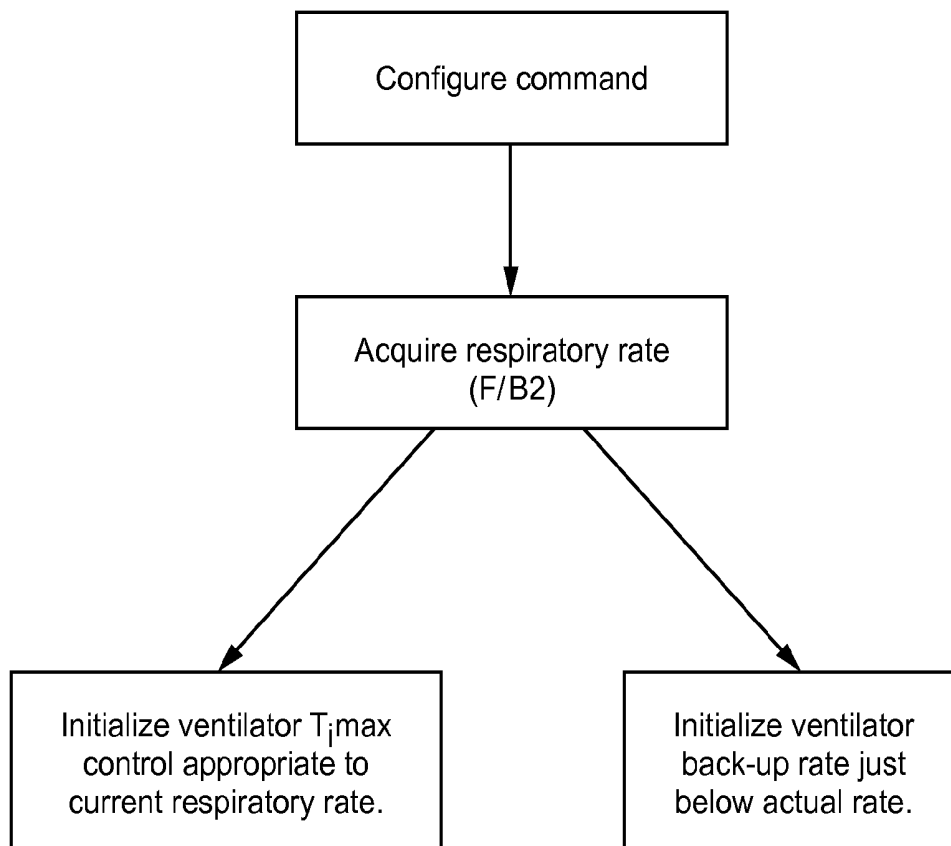 Configure command
Acquire respiratory rate
(F/B2)
Initialize ventilator Tᵢmax
control appropriate to
current respiratory rate.
Initialize ventilator
back-up rate just
below actual rate.